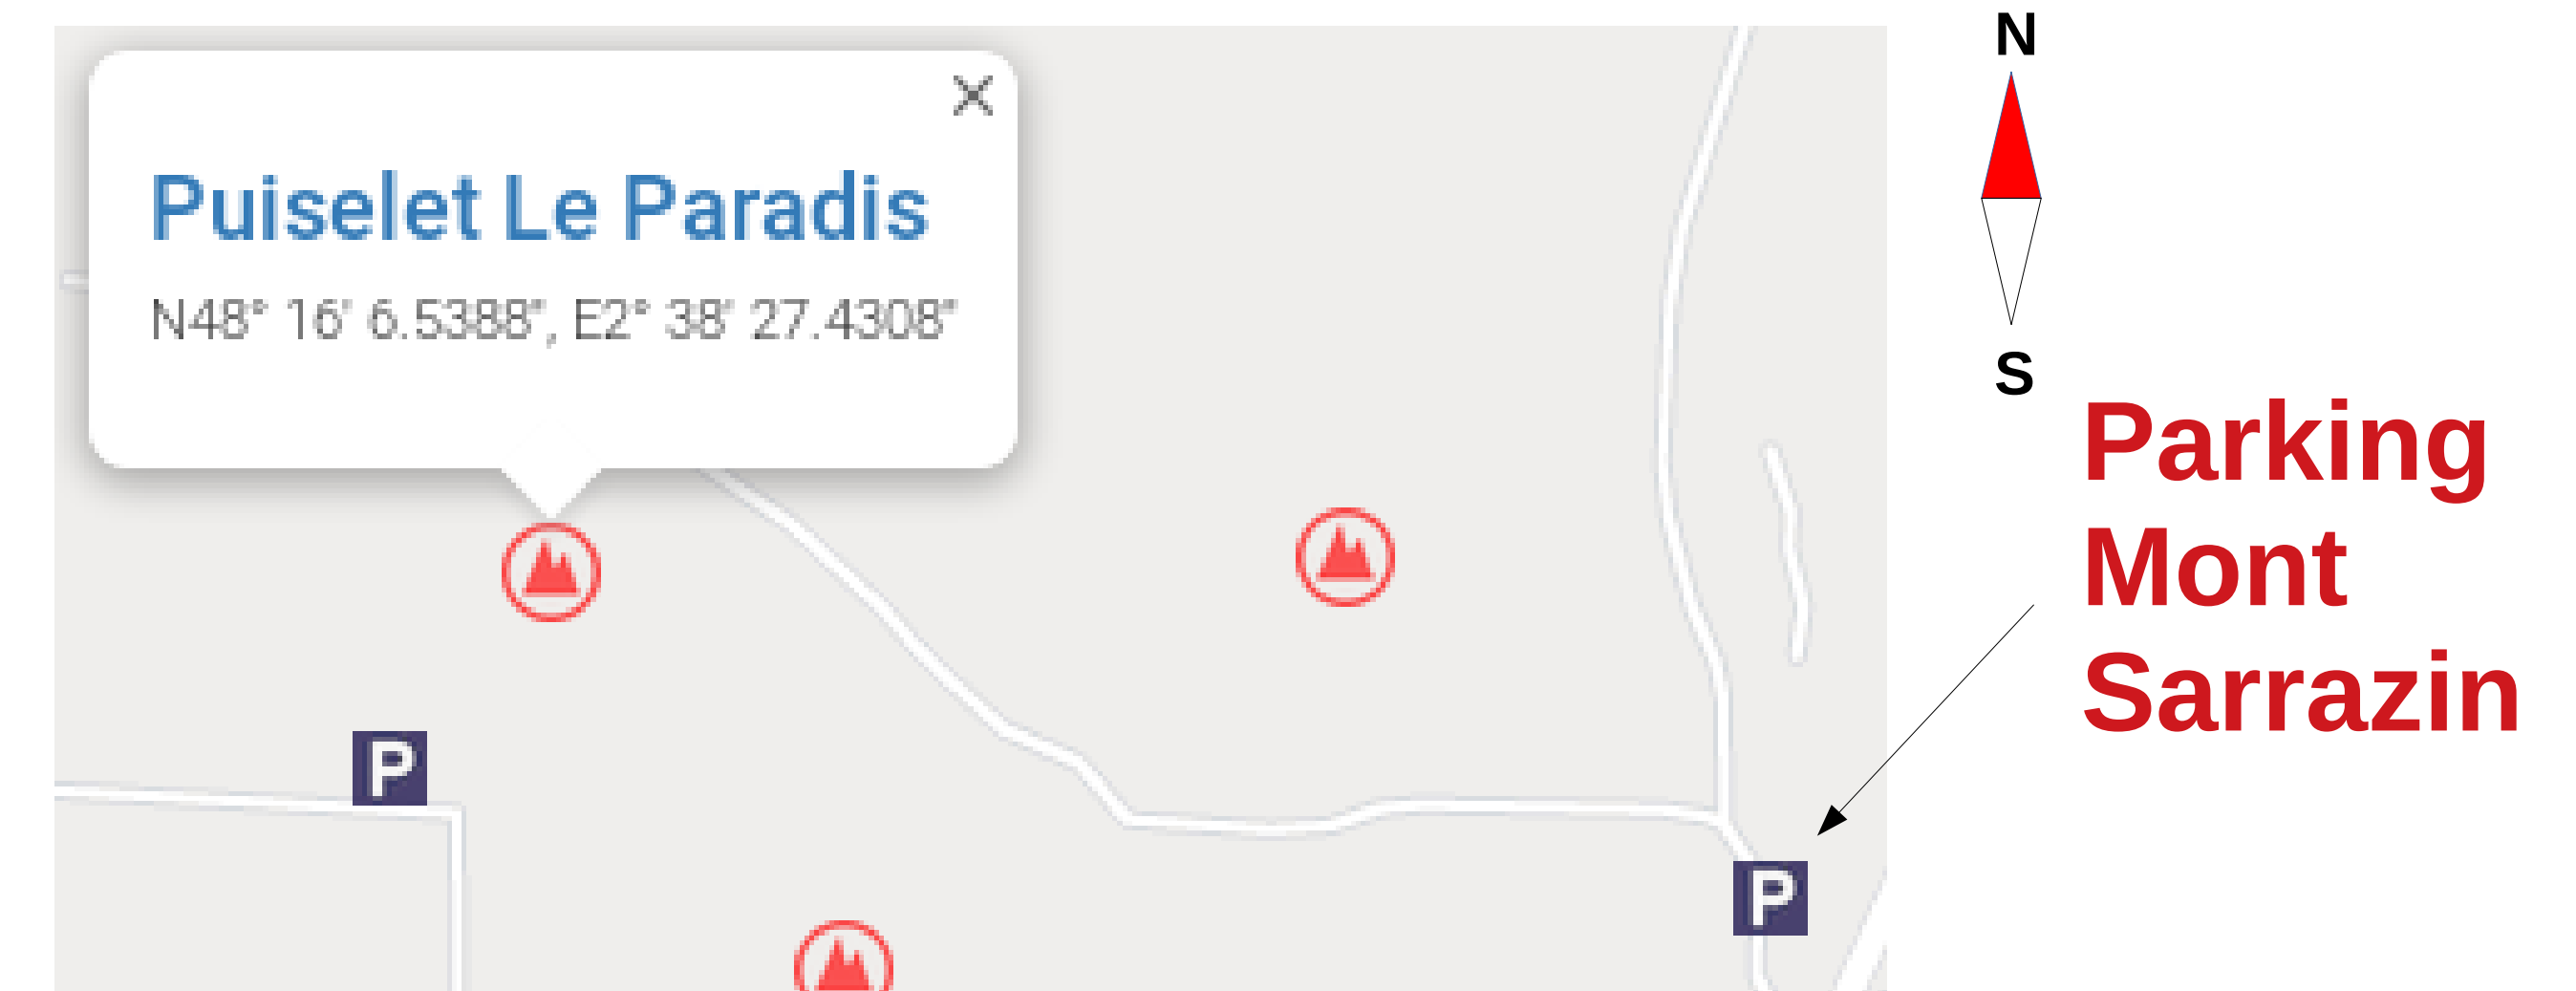 N
×
Puiselet Le Paradis
N48° 16' 6.5388", E2° 38' 27.4308"
S
Parking
Mont
Sarrazin
P
P